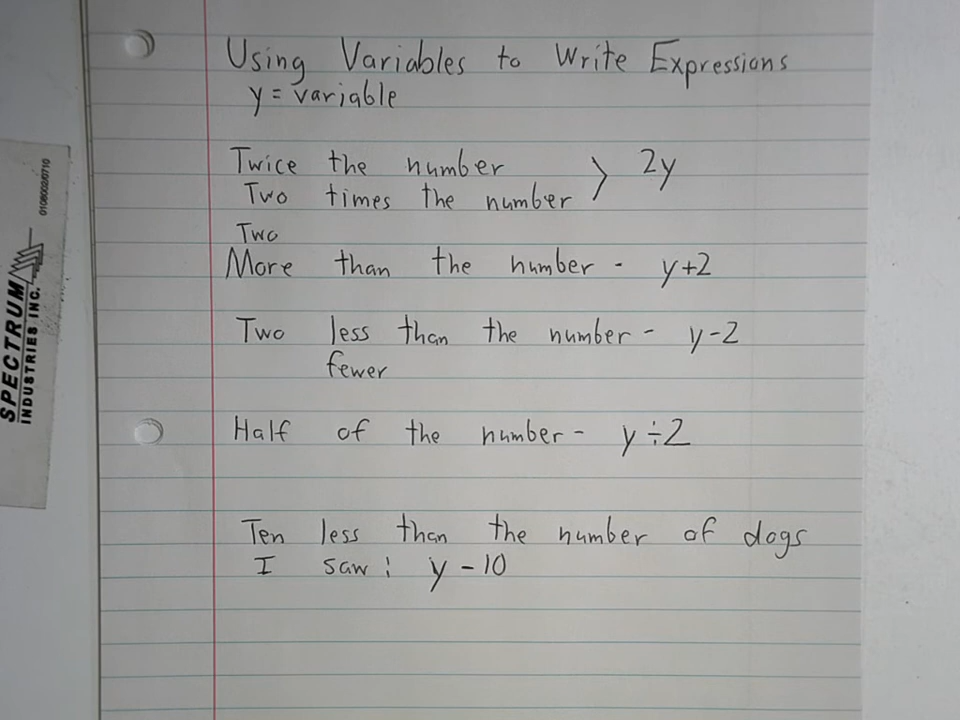 Using Variables to Write Expressions
y = variable
Twice the number
Two times the number > 2y
Two
More than the number - y+2
Two less than the number - y-2
fewer
Half of the number - y÷2
Ten less than the number of dogs
I saw: y-10
SPECTRUM
INDUSTRIES INC.
0108002/0710